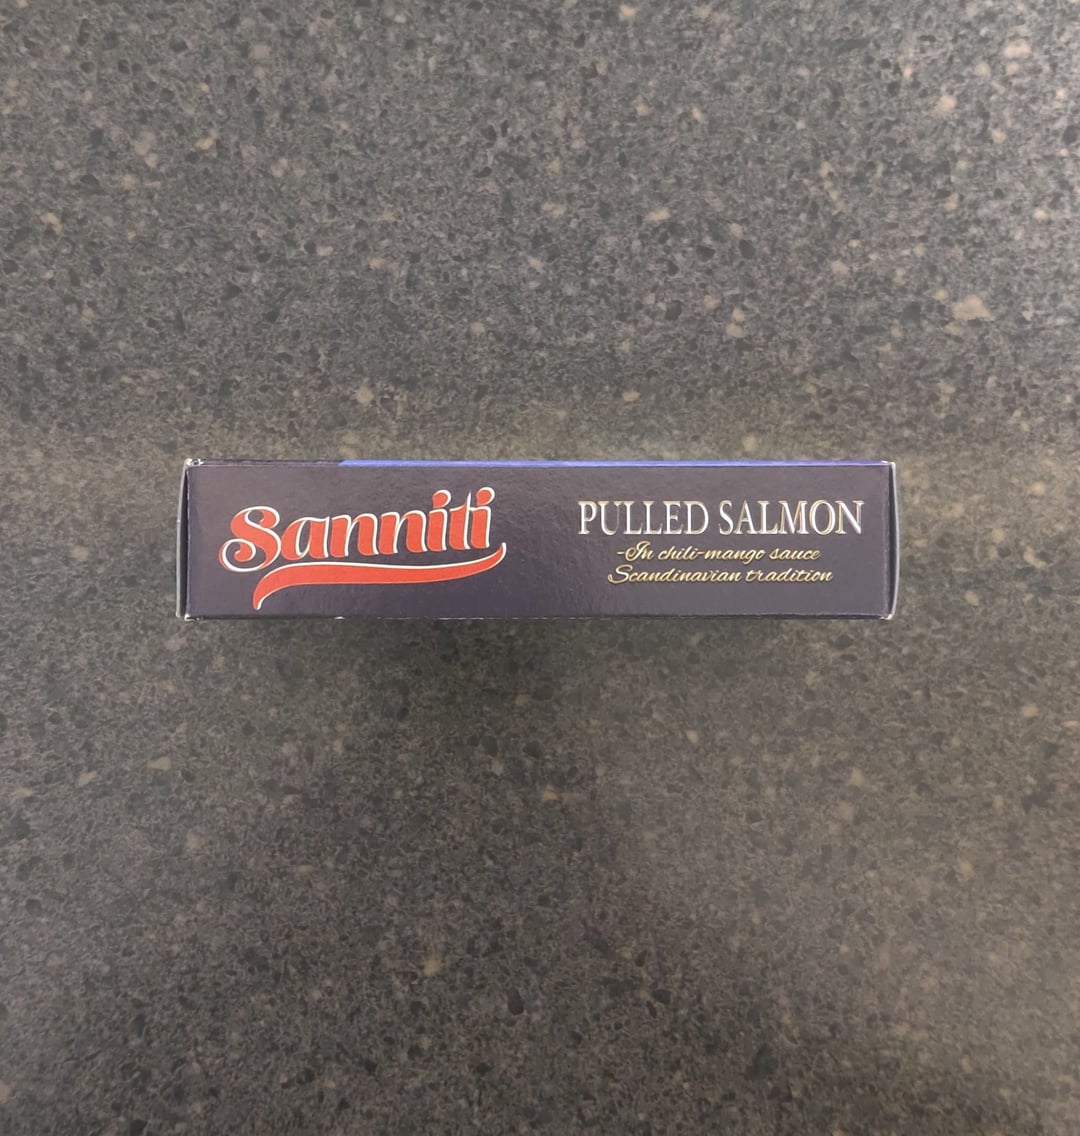 Sanniti
PULLED SALMON
-In chili-mango sauce
Scandinavian tradition